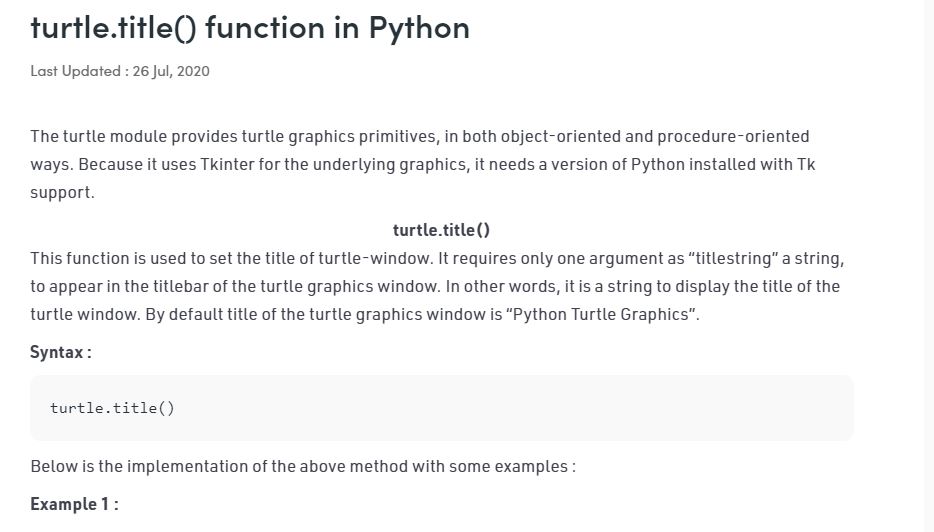 turtle.title() function in Python
Last Updated : 26 Jul, 2020
The turtle module provides turtle graphics primitives, in both object-oriented and procedure-oriented
ways. Because it uses Tkinter for the underlying graphics, it needs a version of Python installed with Tk
support.
turtle.title()
This function is used to set the title of turtle-window. It requires only one argument as “titlestring” a string,
to appear in the titlebar of the turtle graphics window. In other words, it is a string to display the title of the
turtle window. By default title of the turtle graphics window is “Python Turtle Graphics”.
Syntax :
turtle.title()
Below is the implementation of the above method with some examples :
Example 1 :